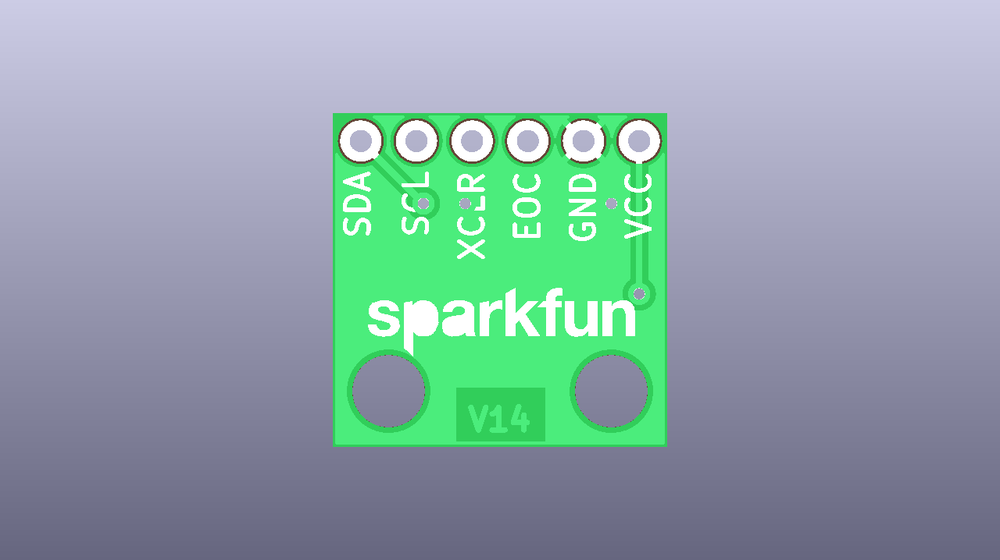 SDA
SCL
XCLR
EOC
GND
VCC
sparkfun
V14